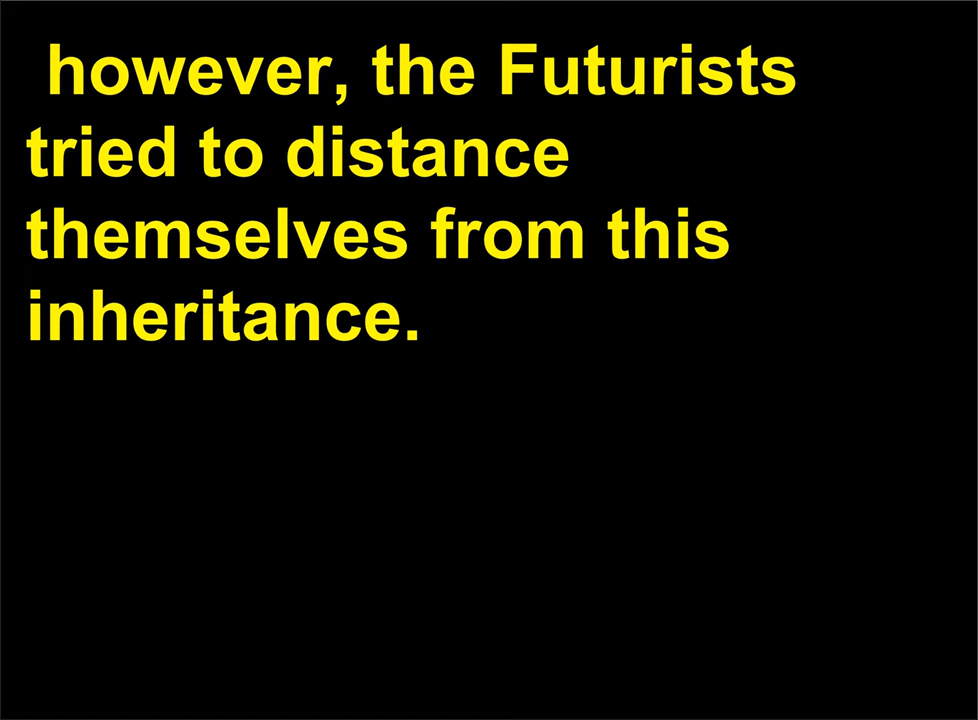 however, the Futurists
tried to distance
themselves from this
inheritance.